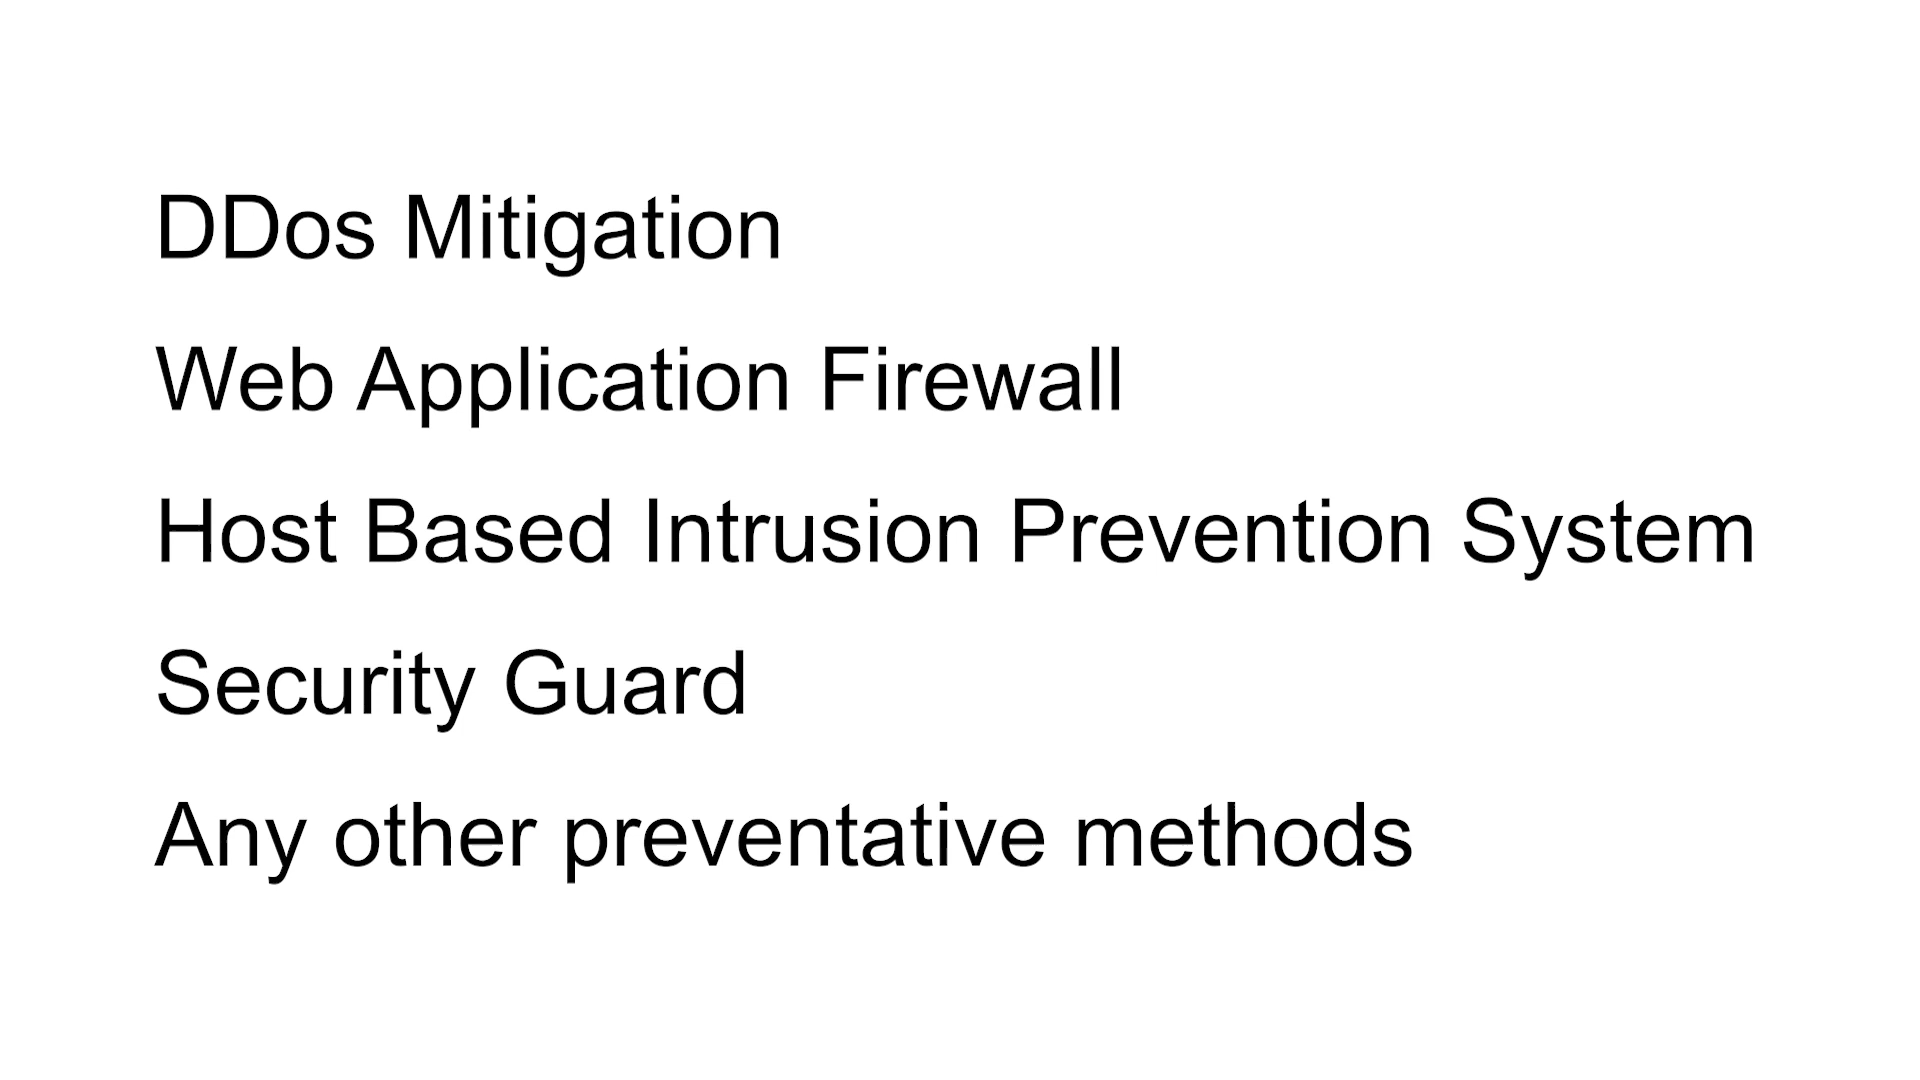 DDos Mitigation
Web Application Firewall
Host Based Intrusion Prevention System
Security Guard
Any other preventative methods